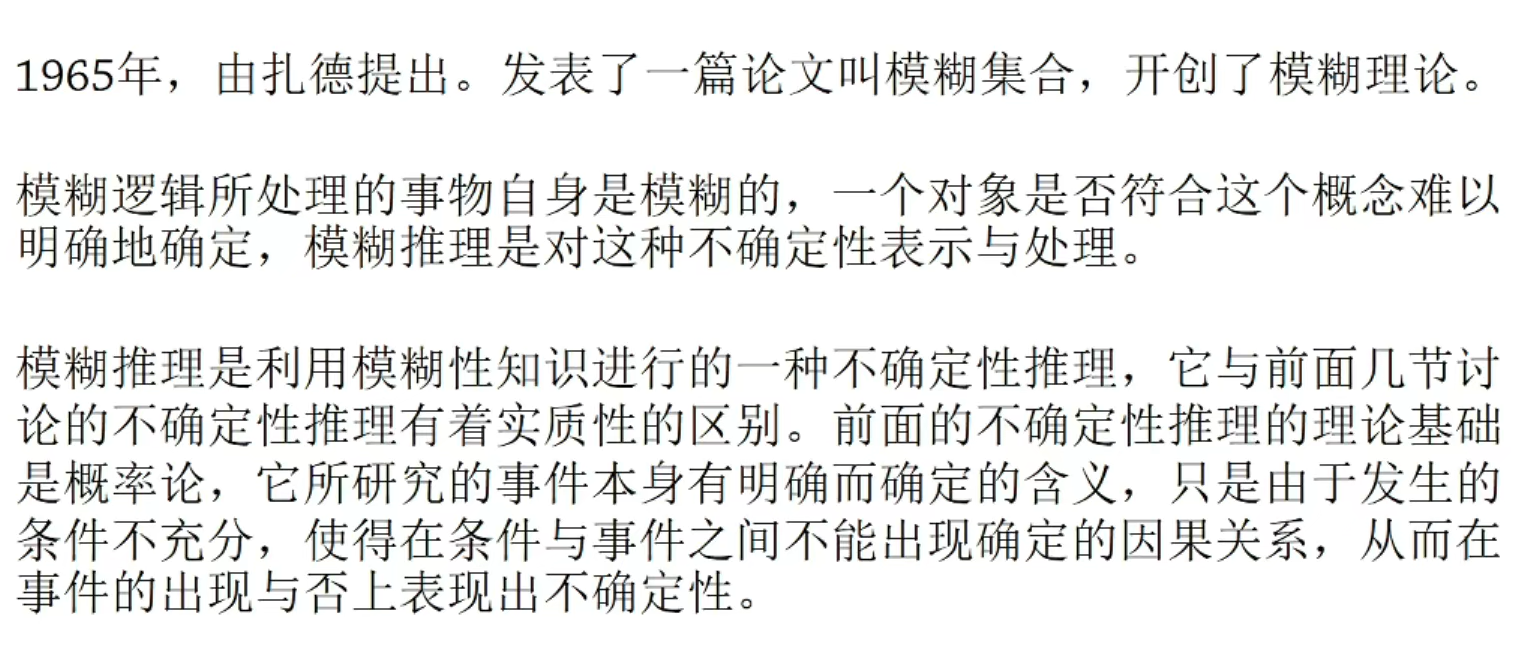 1965年，由扎德提出。发表了一篇论文叫模糊集合，开创了模糊理论。
模糊逻辑所处理的事物自身是模糊的，一个对象是否符合这个概念难以
明确地确定，模糊推理是对这种不确定性表示与处理。
模糊推理是利用模糊性知识进行的一种不确定性推理，它与前面几节讨
论的不确定性推理有着实质性的区别。前面的不确定性推理的理论基础
是概率论，它所研究的事件本身有明确而确定的含义，只是由于发生的
条件不充分，使得在条件与事件之间不能出现确定的因果关系，从而在
事件的出现与否上表现出不确定性。